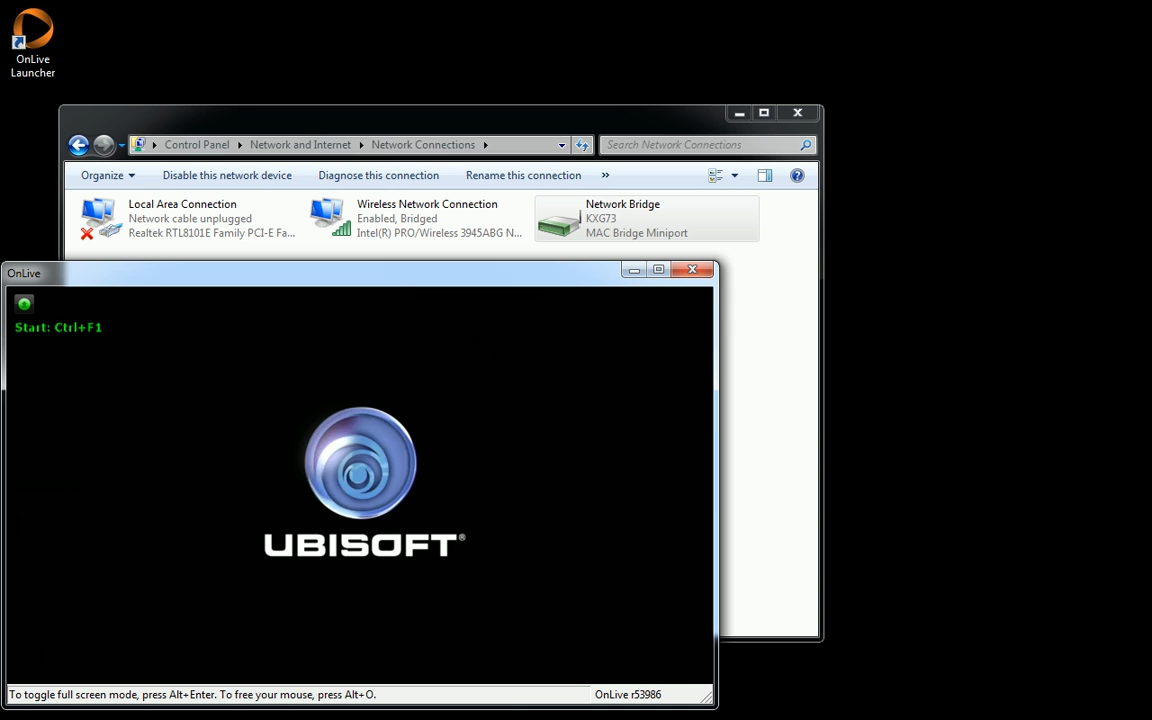 OnLive
Launcher
Control Panel
Network and Internet
Network Connections
Search Network Connections
Organize
Disable this network device
Diagnose this connection
Rename this connection
»
Local Area Connection
Network cable unplugged
Realtek RTL8101E Family PCI-E Fa...
Wireless Network Connection
Enabled, Bridged
Intel(R) PRO/Wireless 3945ABG N...
Network Bridge
KXG73
MAC Bridge Miniport
OnLive
Start: Ctrl+F1
UBISOFT®
To toggle full screen mode, press Alt+Enter. To free your mouse, press Alt+O.
OnLive r53986